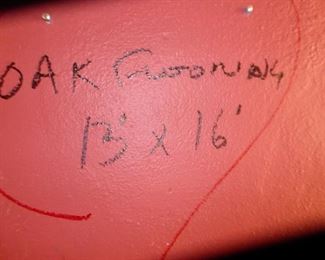 OAK Flooring
13' x 16'